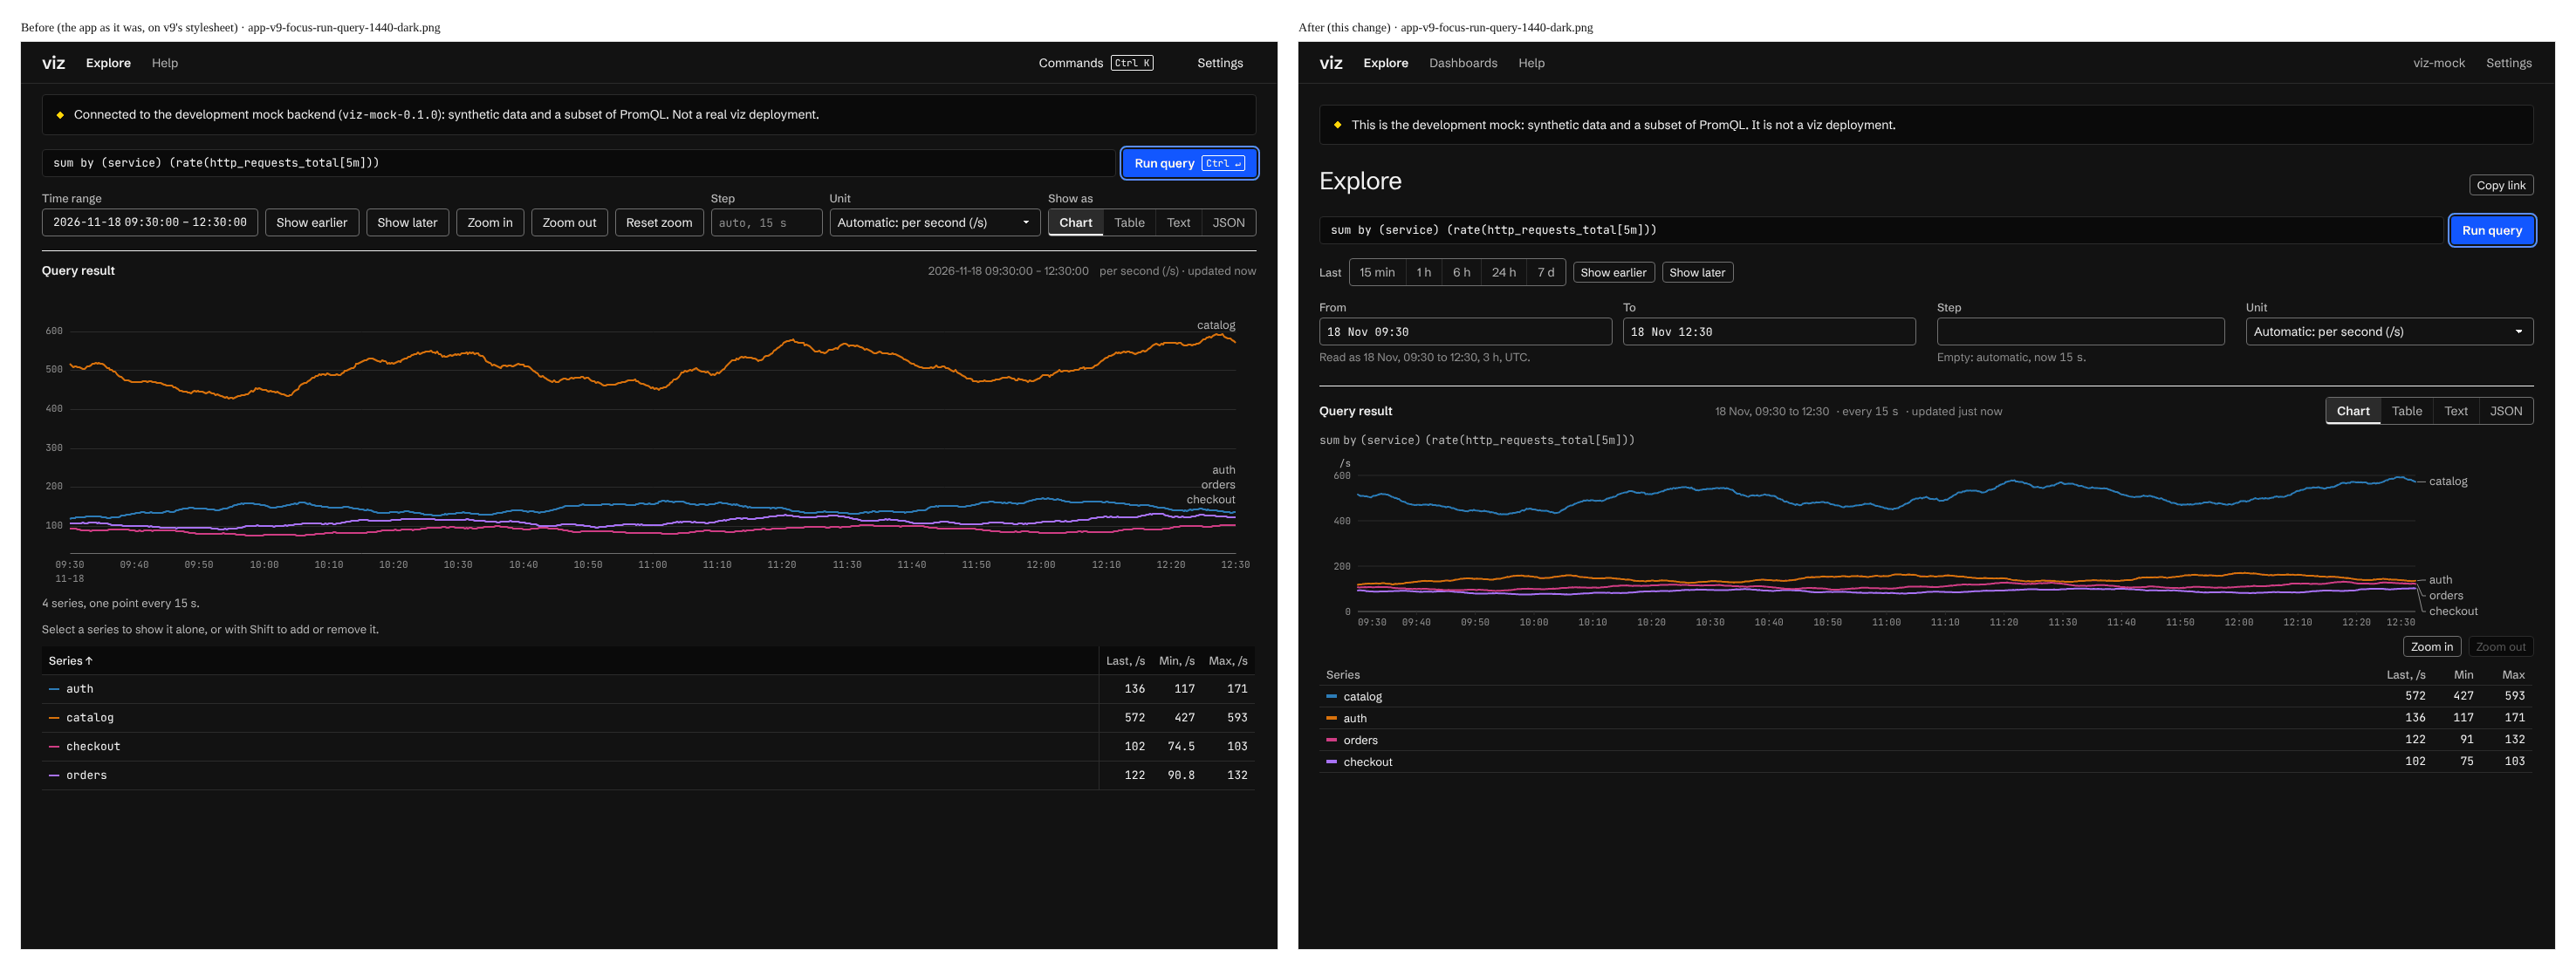 Before (the app as it was, on v9's stylesheet) · app-v9-focus-run-query-1440-dark.png
viz Explore Help Commands Ctrl K Settings
Connected to the development mock backend (viz-mock-0.1.0): synthetic data and a subset of PromQL. Not a real viz deployment.
sum by (service) (rate(http_requests_total[5m])) Run query Ctrl ↵
Time range Step Unit Show as
2026-11-18 09:30:00 – 12:30:00 Show earlier Show later Zoom in Zoom out Reset zoom auto, 15 s Automatic: per second (/s) Chart Table Text JSON
Query result 2026-11-18 09:30:00 – 12:30:00 per second (/s) · updated now
catalog
600
500
400
300
auth
200 orders
checkout
100
09:30 09:40 09:50 10:00 10:10 10:20 10:30 10:40 10:50 11:00 11:10 11:20 11:30 11:40 11:50 12:00 12:10 12:20 12:30
11-18
4 series, one point every 15 s.
Select a series to show it alone, or with Shift to add or remove it.
Series ↑ Last, /s Min, /s Max, /s
auth 136 117 171
catalog 572 427 593
checkout 102 74.5 103
orders 122 90.8 132
After (this change) · app-v9-focus-run-query-1440-dark.png
viz Explore Dashboards Help viz-mock Settings
This is the development mock: synthetic data and a subset of PromQL. It is not a viz deployment.
Explore Copy link
sum by (service) (rate(http_requests_total[5m])) Run query
Last 15 min 1 h 6 h 24 h 7 d Show earlier Show later
From To Step Unit
18 Nov 09:30 18 Nov 12:30 Automatic: per second (/s)
Read as 18 Nov, 09:30 to 12:30, 3 h, UTC. Empty: automatic, now 15 s.
Query result 18 Nov, 09:30 to 12:30 · every 15 s · updated just now Chart Table Text JSON
sum by (service) (rate(http_requests_total[5m]))
/s
600 catalog
400
200
auth
orders
0 checkout
09:30 09:40 09:50 10:00 10:10 10:20 10:30 10:40 10:50 11:00 11:10 11:20 11:30 11:40 11:50 12:00 12:10 12:20 12:30
Zoom in Zoom out
Series Last, /s Min Max
catalog 572 427 593
auth 136 117 171
orders 122 91 132
checkout 102 75 103